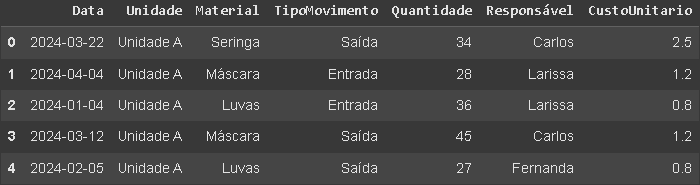 Data Unidade Material TipoMovimento Quantidade Responsável CustoUnitario
0 2024-03-22 Unidade A Seringa Saída 34 Carlos 2.5
1 2024-04-04 Unidade A Máscara Entrada 28 Larissa 1.2
2 2024-01-04 Unidade A Luvas Entrada 36 Larissa 0.8
3 2024-03-12 Unidade A Máscara Saída 45 Carlos 1.2
4 2024-02-05 Unidade A Luvas Saída 27 Fernanda 0.8